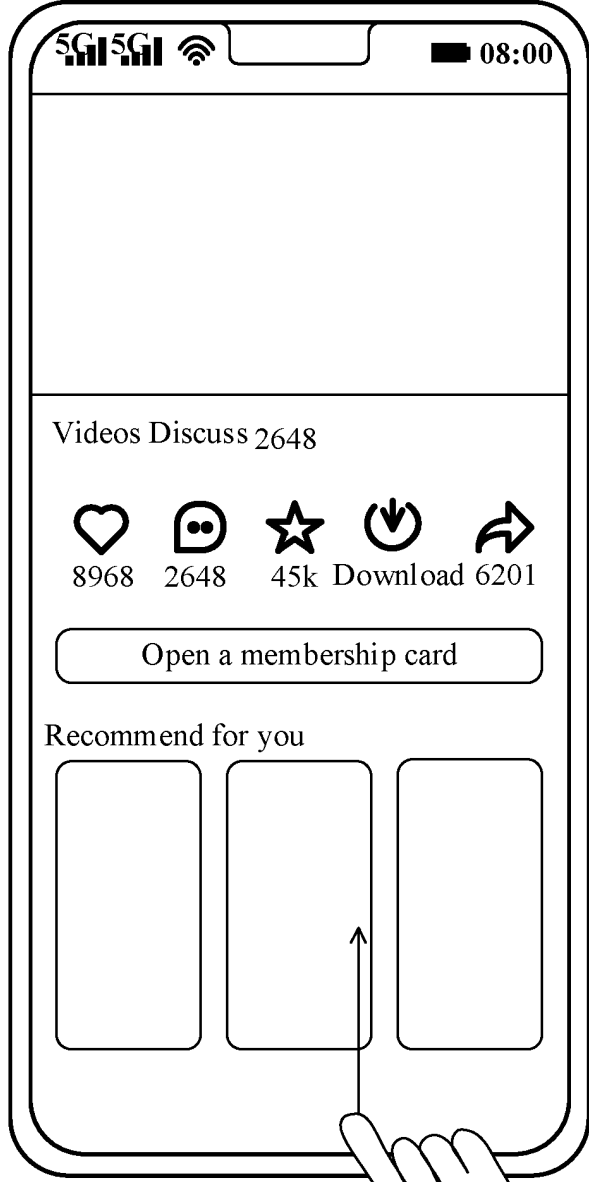 5G 5G 08:00
Videos Discuss 2648
8968 2648 45k Download 6201
Open a membership card
Recommend for you